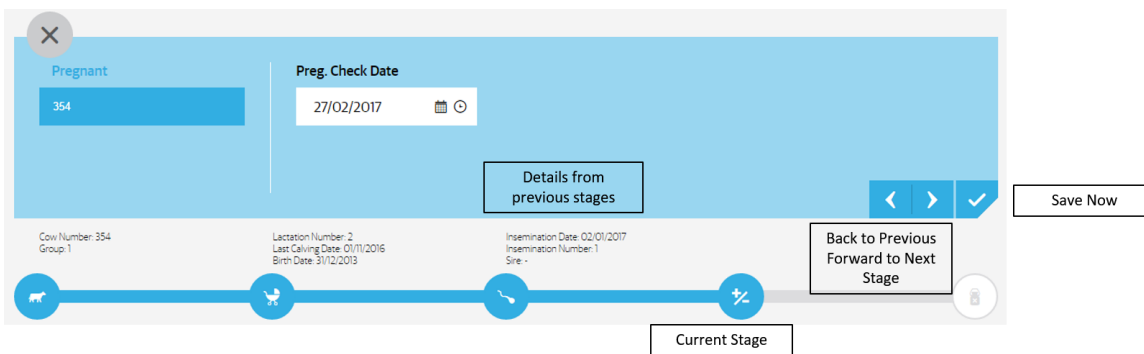 Pregnant
354
Preg. Check Date
27/02/2017
Details from
previous stages
Save Now
Cow Number: 354
Group: 1
Lactation Number: 2
Last Calving Date: 01/11/2016
Birth Date: 31/12/2013
Insemination Date: 02/01/2017
Insemination Number: 1
Sire: -
Back to Previous
Forward to Next
Stage
Current Stage